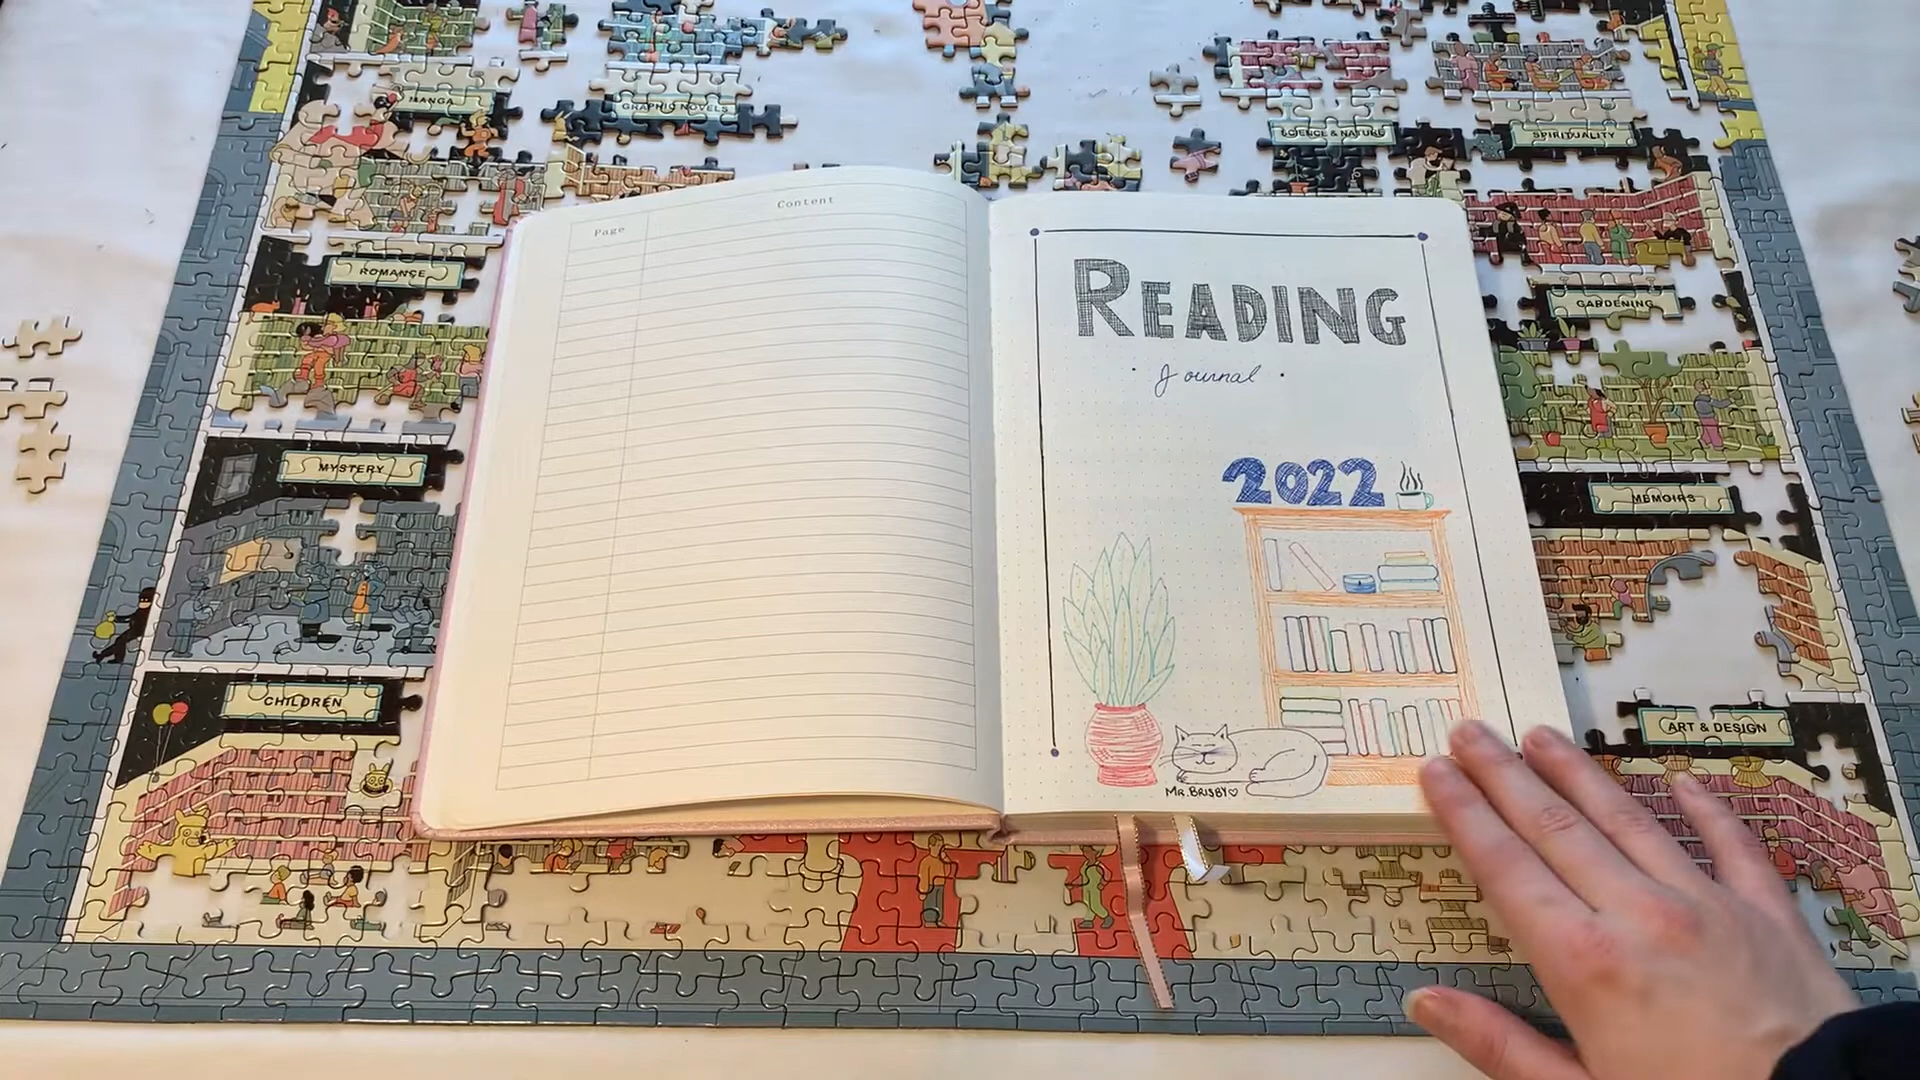 MANGA
GRAPHIC NOVELS
SCIENCE & NATURE
SPIRITUALITY
ROMANCE
GARDENING
MYSTERY
MEMOIRS
CHILDREN
ART & DESIGN
Page
Content
READING
Journal
2022
MR. BRISBY♡